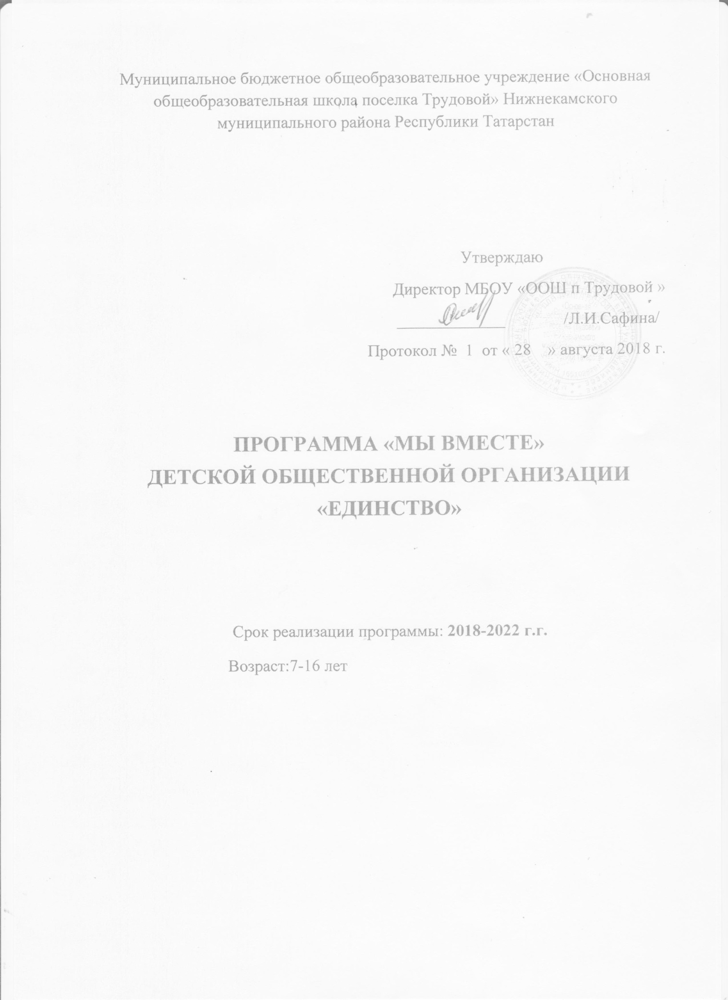 Муниципальное бюджетное общеобразовательное учреждение «Основная
общеобразовательная школа поселка Трудовой» Нижнекамского
муниципального района Республики Татарстан
Утверждаю
Директор МБОУ «ООШ п Трудовой »
/Л.И.Сафина/
Протокол № 1 от « 28 » августа 2018 г.
ПРОГРАММА «МЫ ВМЕСТЕ»
ДЕТСКОЙ ОБЩЕСТВЕННОЙ ОРГАНИЗАЦИИ
«ЕДИНСТВО»
Срок реализации программы: 2018-2022 г.г.
Возраст:7-16 лет